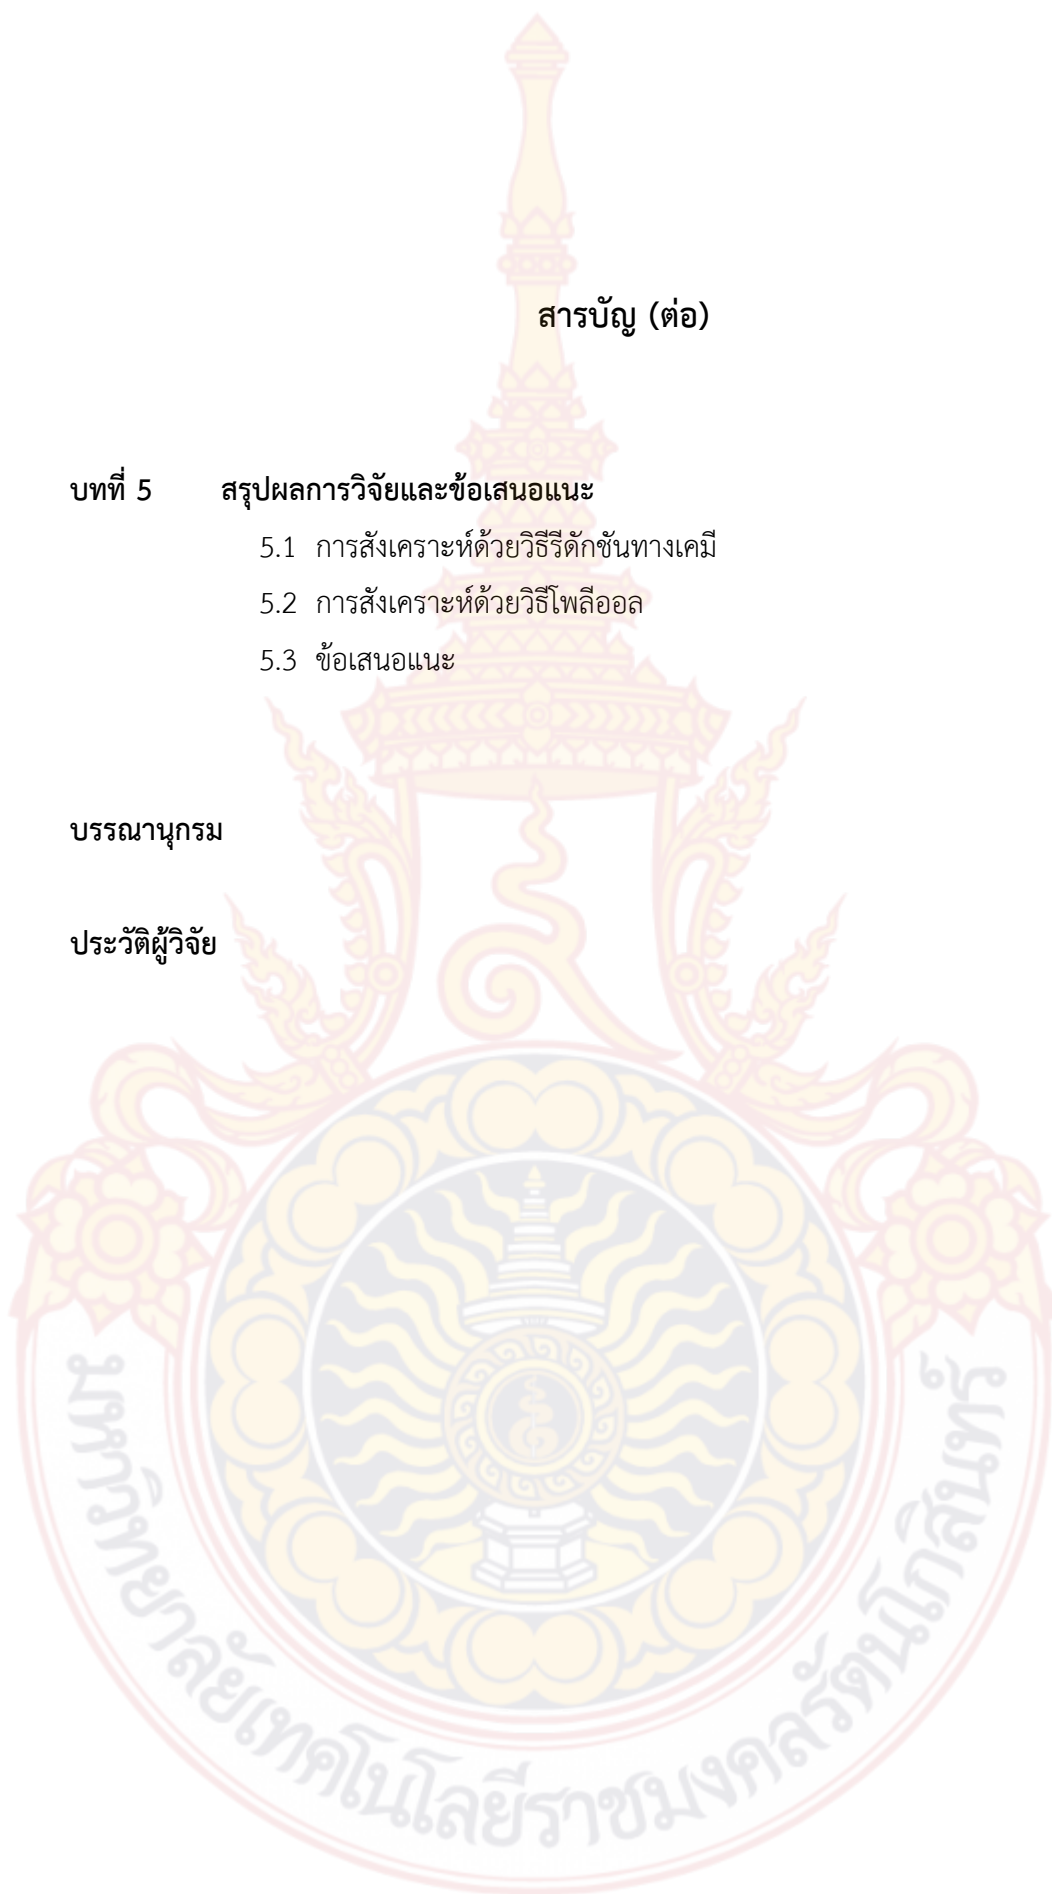 สารบัญ (ต่อ)
บทที่ 5 สรุปผลการวิจัยและข้อเสนอแนะ
5.1 การสังเคราะห์ด้วยวิธีรีดักชันทางเคมี
5.2 การสังเคราะห์ด้วยวิธีโพลีออล
5.3 ข้อเสนอแนะ
บรรณานุกรม
ประวัติผู้วิจัย
มหาวิทยาลัยเทคโนโลยีราชมงคลรัตนโกสินทร์